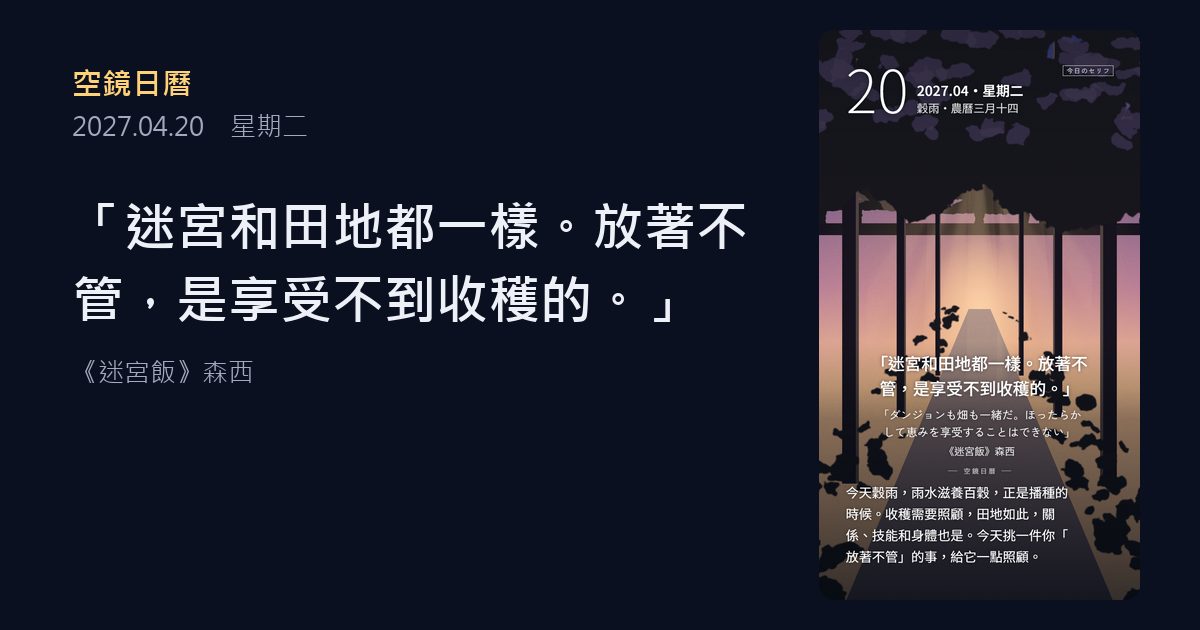 空鏡日曆
2027.04.20 星期二
「迷宮和田地都一樣。放著不
管，是享受不到收穫的。」
《迷宮飯》森西
20
2027.04・星期二
穀雨・農曆三月十四
今日のセリフ
「迷宮和田地都一樣。放著不
管，是享受不到收穫的。」
「ダンジョンも畑も一緒だ。ほったらか
して恵みを享受することはできない」
《迷宮飯》森西
— 空鏡日曆 —
今天穀雨，雨水滋養百穀，正是播種的
時候。收穫需要照顧，田地如此，關
係、技能和身體也是。今天挑一件你「
放著不管」的事，給它一點照顧。